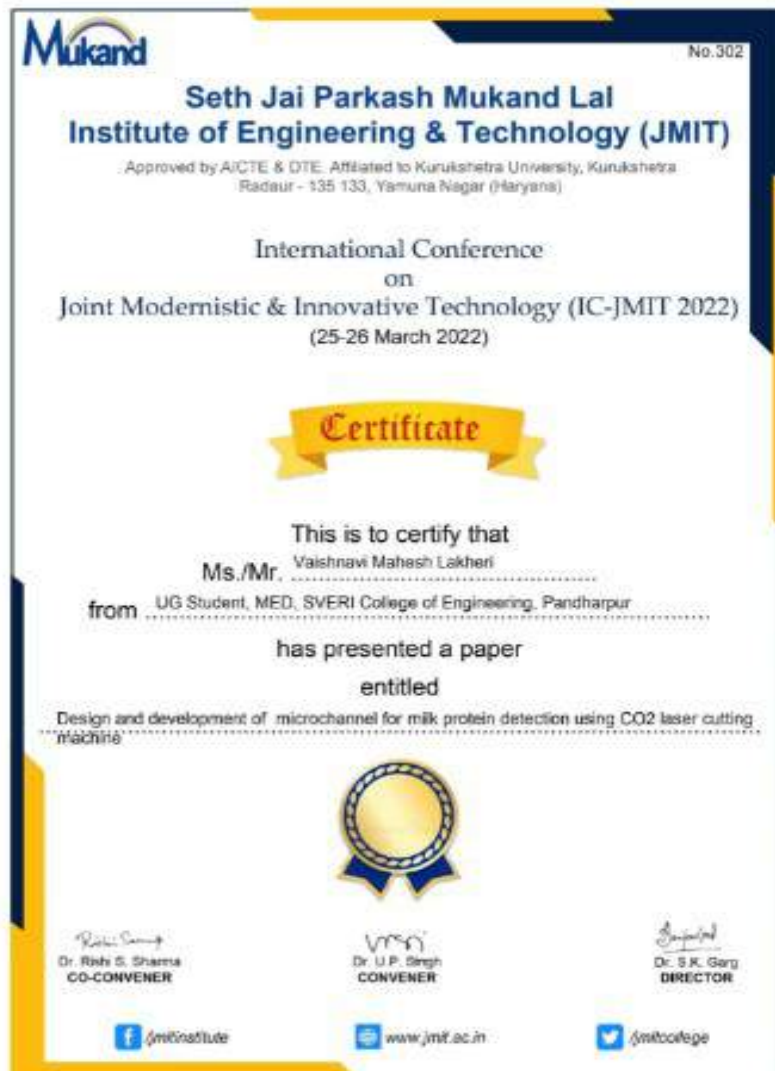 Mukand
No.302
Seth Jai Parkash Mukand Lal
Institute of Engineering & Technology (JMIT)
Approved by AICTE & DTE, Affiliated to Kurukshetra University, Kurukshetra
Radaur - 135 133, Yamuna Nagar (Haryana)
International Conference
on
Joint Modernistic & Innovative Technology (IC-JMIT 2022)
(25-26 March 2022)
Certificate
This is to certify that
Ms./Mr. Vaishnavi Mahesh Lakheri
from UG Student, MED, SVERI College of Engineering, Pandharpur
has presented a paper
entitled
Design and development of microchannel for milk protein detection using CO2 laser cutting
machine
Dr. Rishi S. Sharma
CO-CONVENER
Dr. U.P. Singh
CONVENER
Dr. S.K. Garg
DIRECTOR
/jmitinstitute
www.jmit.ac.in
/jmitcollege